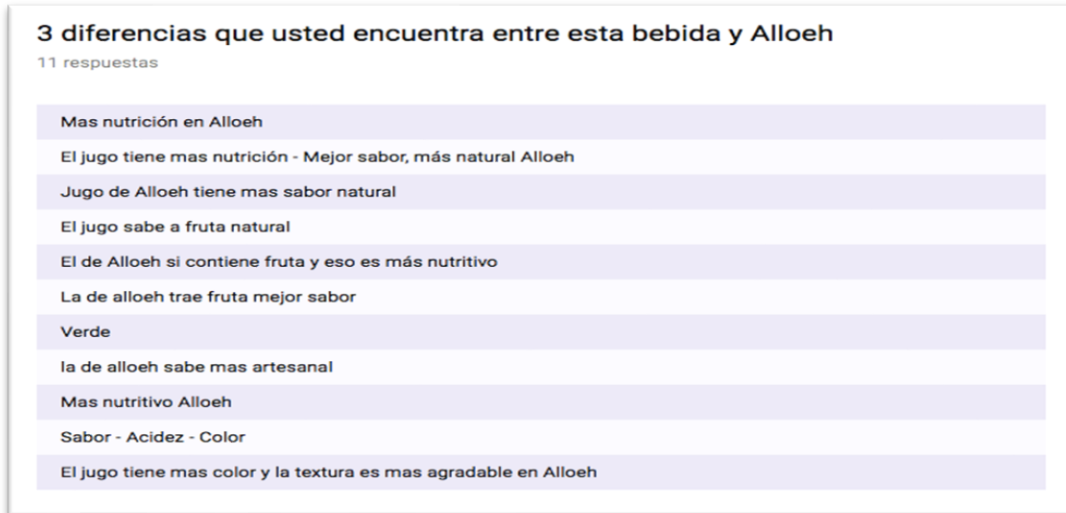 3 diferencias que usted encuentra entre esta bebida y Alloeh
11 respuestas
Mas nutrición en Alloeh
El jugo tiene mas nutrición - Mejor sabor, más natural Alloeh
Jugo de Alloeh tiene mas sabor natural
El jugo sabe a fruta natural
El de Alloeh si contiene fruta y eso es más nutritivo
La de alloeh trae fruta mejor sabor
Verde
la de alloeh sabe mas artesanal
Mas nutritivo Alloeh
Sabor - Acidez - Color
El jugo tiene mas color y la textura es mas agradable en Alloeh